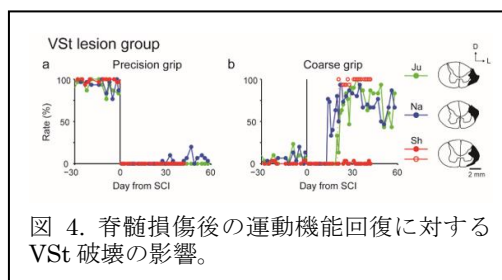 VSt lesion group
a Precision grip
b Coarse grip
Rate (%)
100
50
0
-30 0 30 60
Day from SCI
100
50
0
-30 0 30 60
Day from SCI
Ju
Na
Sh
D
L
2 mm
図 4. 脊髄損傷後の運動機能回復に対する
VSt 破壊の影響。